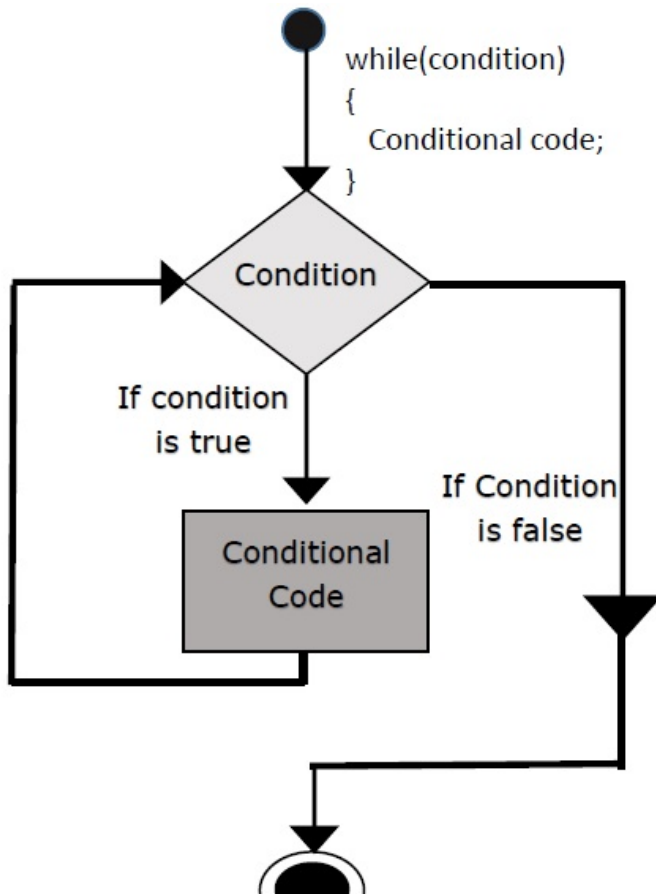 while(condition)
{
Conditional code;
}
Condition
If condition
is true
If Condition
is false
Conditional
Code